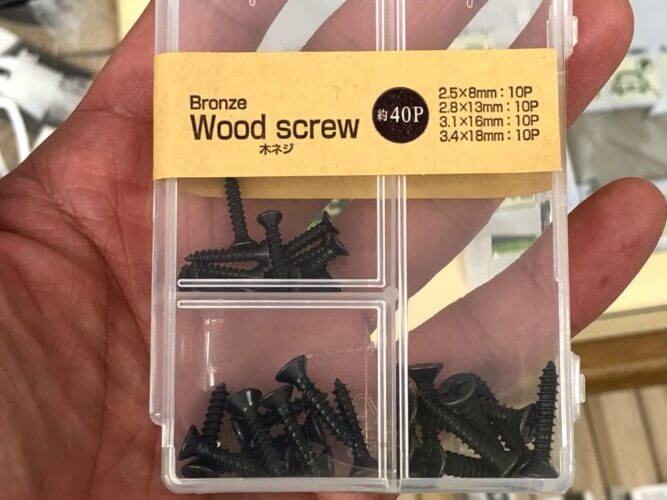 Bronze
Wood screw
木ネジ
約40P
2.5×8mm:10P
2.8×13mm:10P
3.1×16mm:10P
3.4×18mm:10P